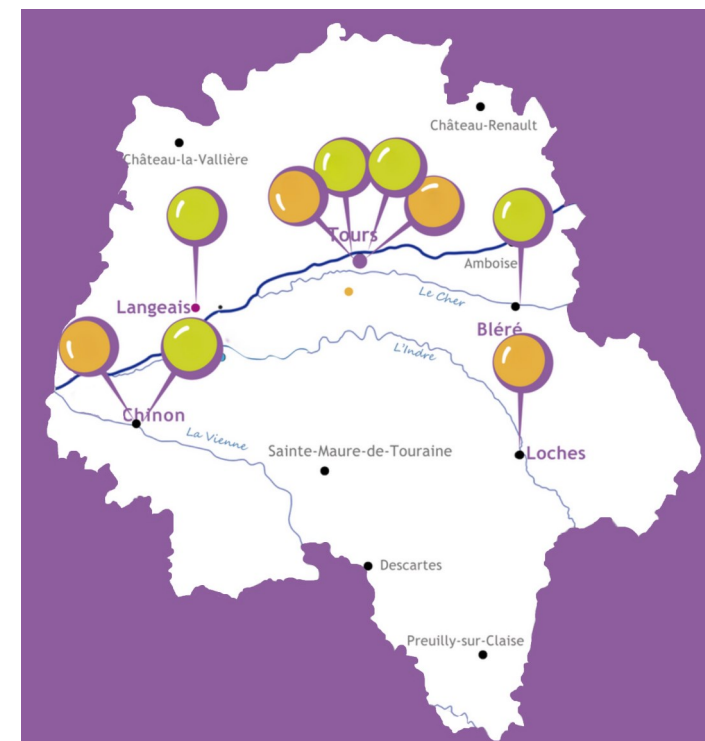 Château-Renault
Château-la-Vallière
Tours
Amboise
Le Cher
Langeais
Bléré
L'Indre
Chinon
La Vienne
Sainte-Maure-de-Touraine
Loches
Descartes
Preuilly-sur-Claise